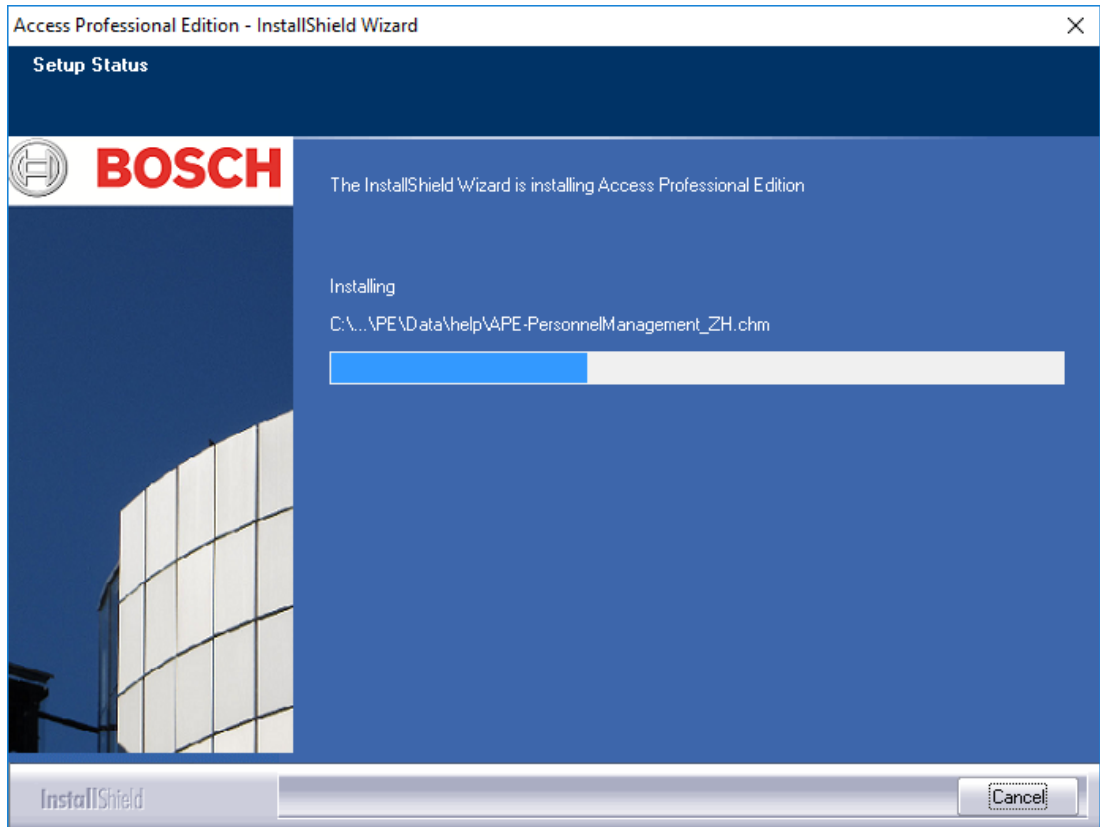 Access Professional Edition - InstallShield Wizard
Setup Status
BOSCH
The InstallShield Wizard is installing Access Professional Edition
Installing
C:\...\PE\Data\help\APE-PersonnelManagement_ZH.chm
InstallShield
Cancel